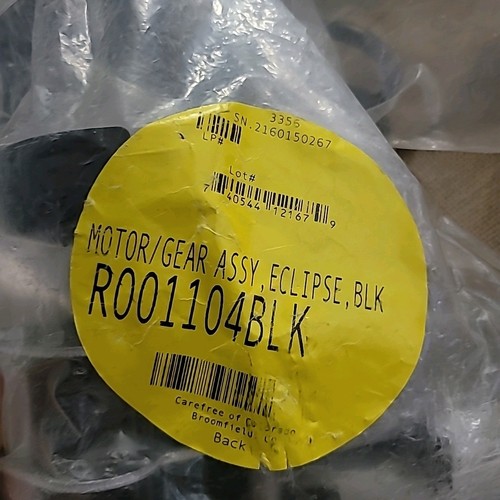 3356
SN.2160150267
LP#
Lot#
7 40544 12167 9
MOTOR/GEAR ASSY,ECLIPSE,BLK
R001104BLK
Carefree of Colorado
Broomfield, CO
Back